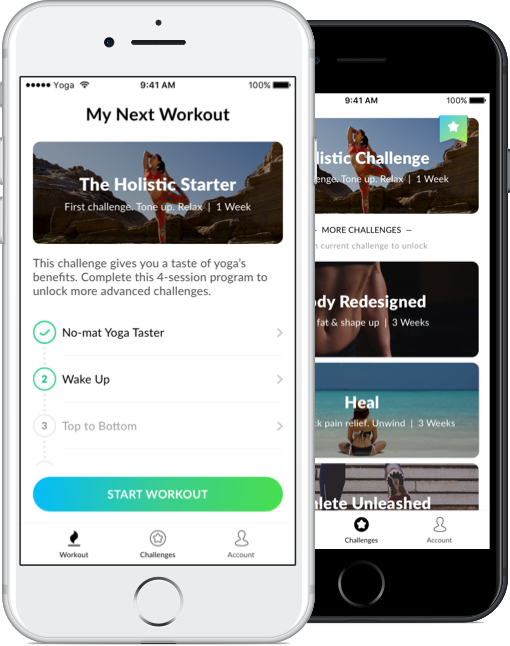 Yoga 9:41 AM 100%
My Next Workout
The Holistic Starter
First challenge. Tone up. Relax | 1 Week
This challenge gives you a taste of yoga's
benefits. Complete this 4-session program to
unlock more advanced challenges.
No-mat Yoga Taster
2 Wake Up
3 Top to Bottom
START WORKOUT
Workout Challenges Account
9:41 AM 100%
listic Challenge
enge. Tone up. Relax | 1 Week
– MORE CHALLENGES –
current challenge to unlock
dy Redesigned
fat & shape up | 3 Weeks
Heal
ck pain relief. Unwind | 3 Weeks
hlete Unleashed
Challenges Account